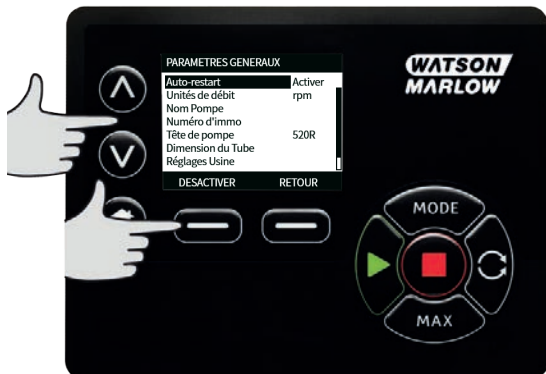 PARAMETRES GENERAUX
Auto-restart Activer
Unités de débit rpm
Nom Pompe
Numéro d'immo
Tête de pompe 520R
Dimension du Tube
Réglages Usine
DESACTIVER RETOUR
WATSON
MARLOW
MODE
MAX